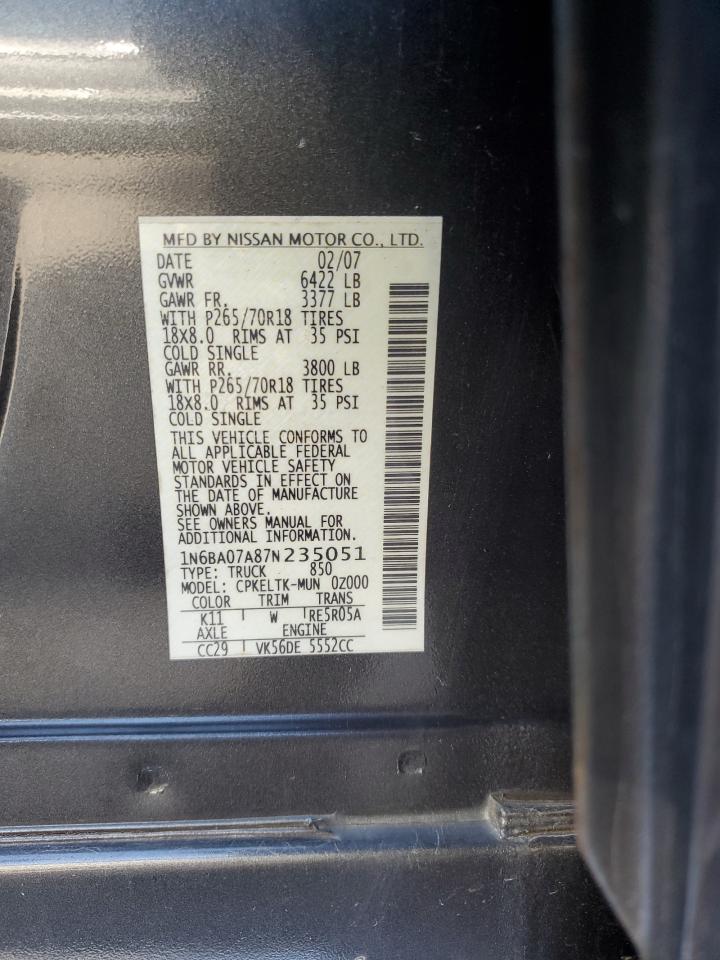 MFD BY NISSAN MOTOR CO., LTD.
DATE 02/07
GVWR 6422 LB
GAWR FR. 3377 LB
WITH P265/70R18 TIRES
18X8.0 RIMS AT 35 PSI
COLD SINGLE
GAWR RR. 3800 LB
WITH P265/70R18 TIRES
18X8.0 RIMS AT 35 PSI
COLD SINGLE
THIS VEHICLE CONFORMS TO
ALL APPLICABLE FEDERAL
MOTOR VEHICLE SAFETY
STANDARDS IN EFFECT ON
THE DATE OF MANUFACTURE
SHOWN ABOVE.
SEE OWNERS MANUAL FOR
ADDITIONAL INFORMATION.
1N6BA07A87N235051
TYPE: TRUCK 850
MODEL: CPKELTK-MUN 0Z000
COLOR TRIM TRANS
K11 W RE5R05A
AXLE ENGINE
CC29 VK56DE 5552CC